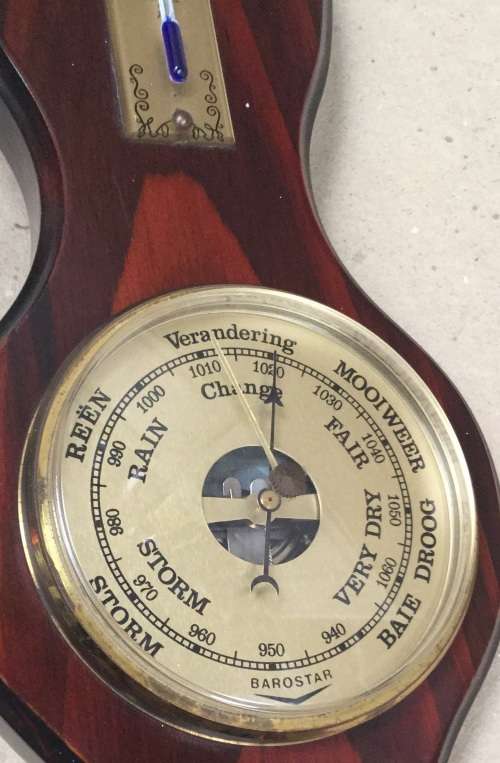 Verandering
Change
REËN
RAIN
MOOIWEER
FAIR
STORM
STORM
VERY DRY
BAIE DROOG
940
950
960
970
980
990
1000
1010
1020
1030
1040
1050
1060
BAROSTAR